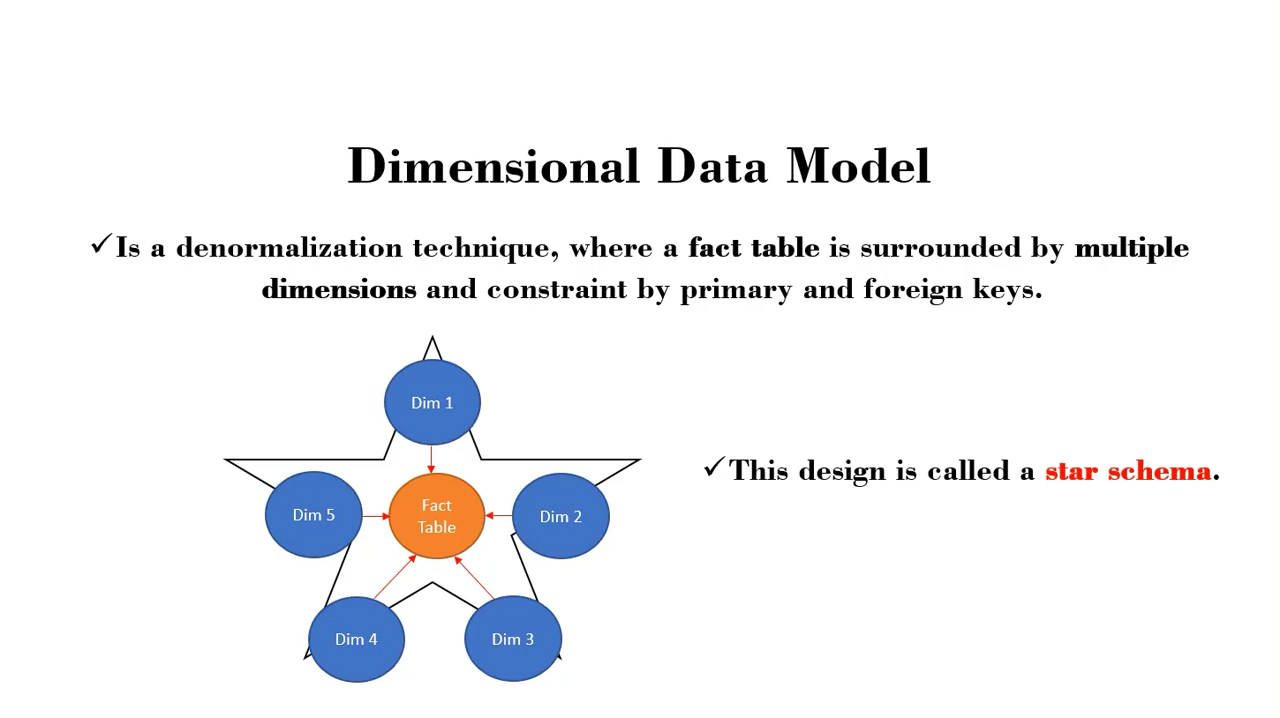 Dimensional Data Model
✓Is a denormalization technique, where a fact table is surrounded by multiple
dimensions and constraint by primary and foreign keys.
Dim 1
Dim 5
Fact
Table
Dim 2
✓This design is called a star schema.
Dim 4
Dim 3